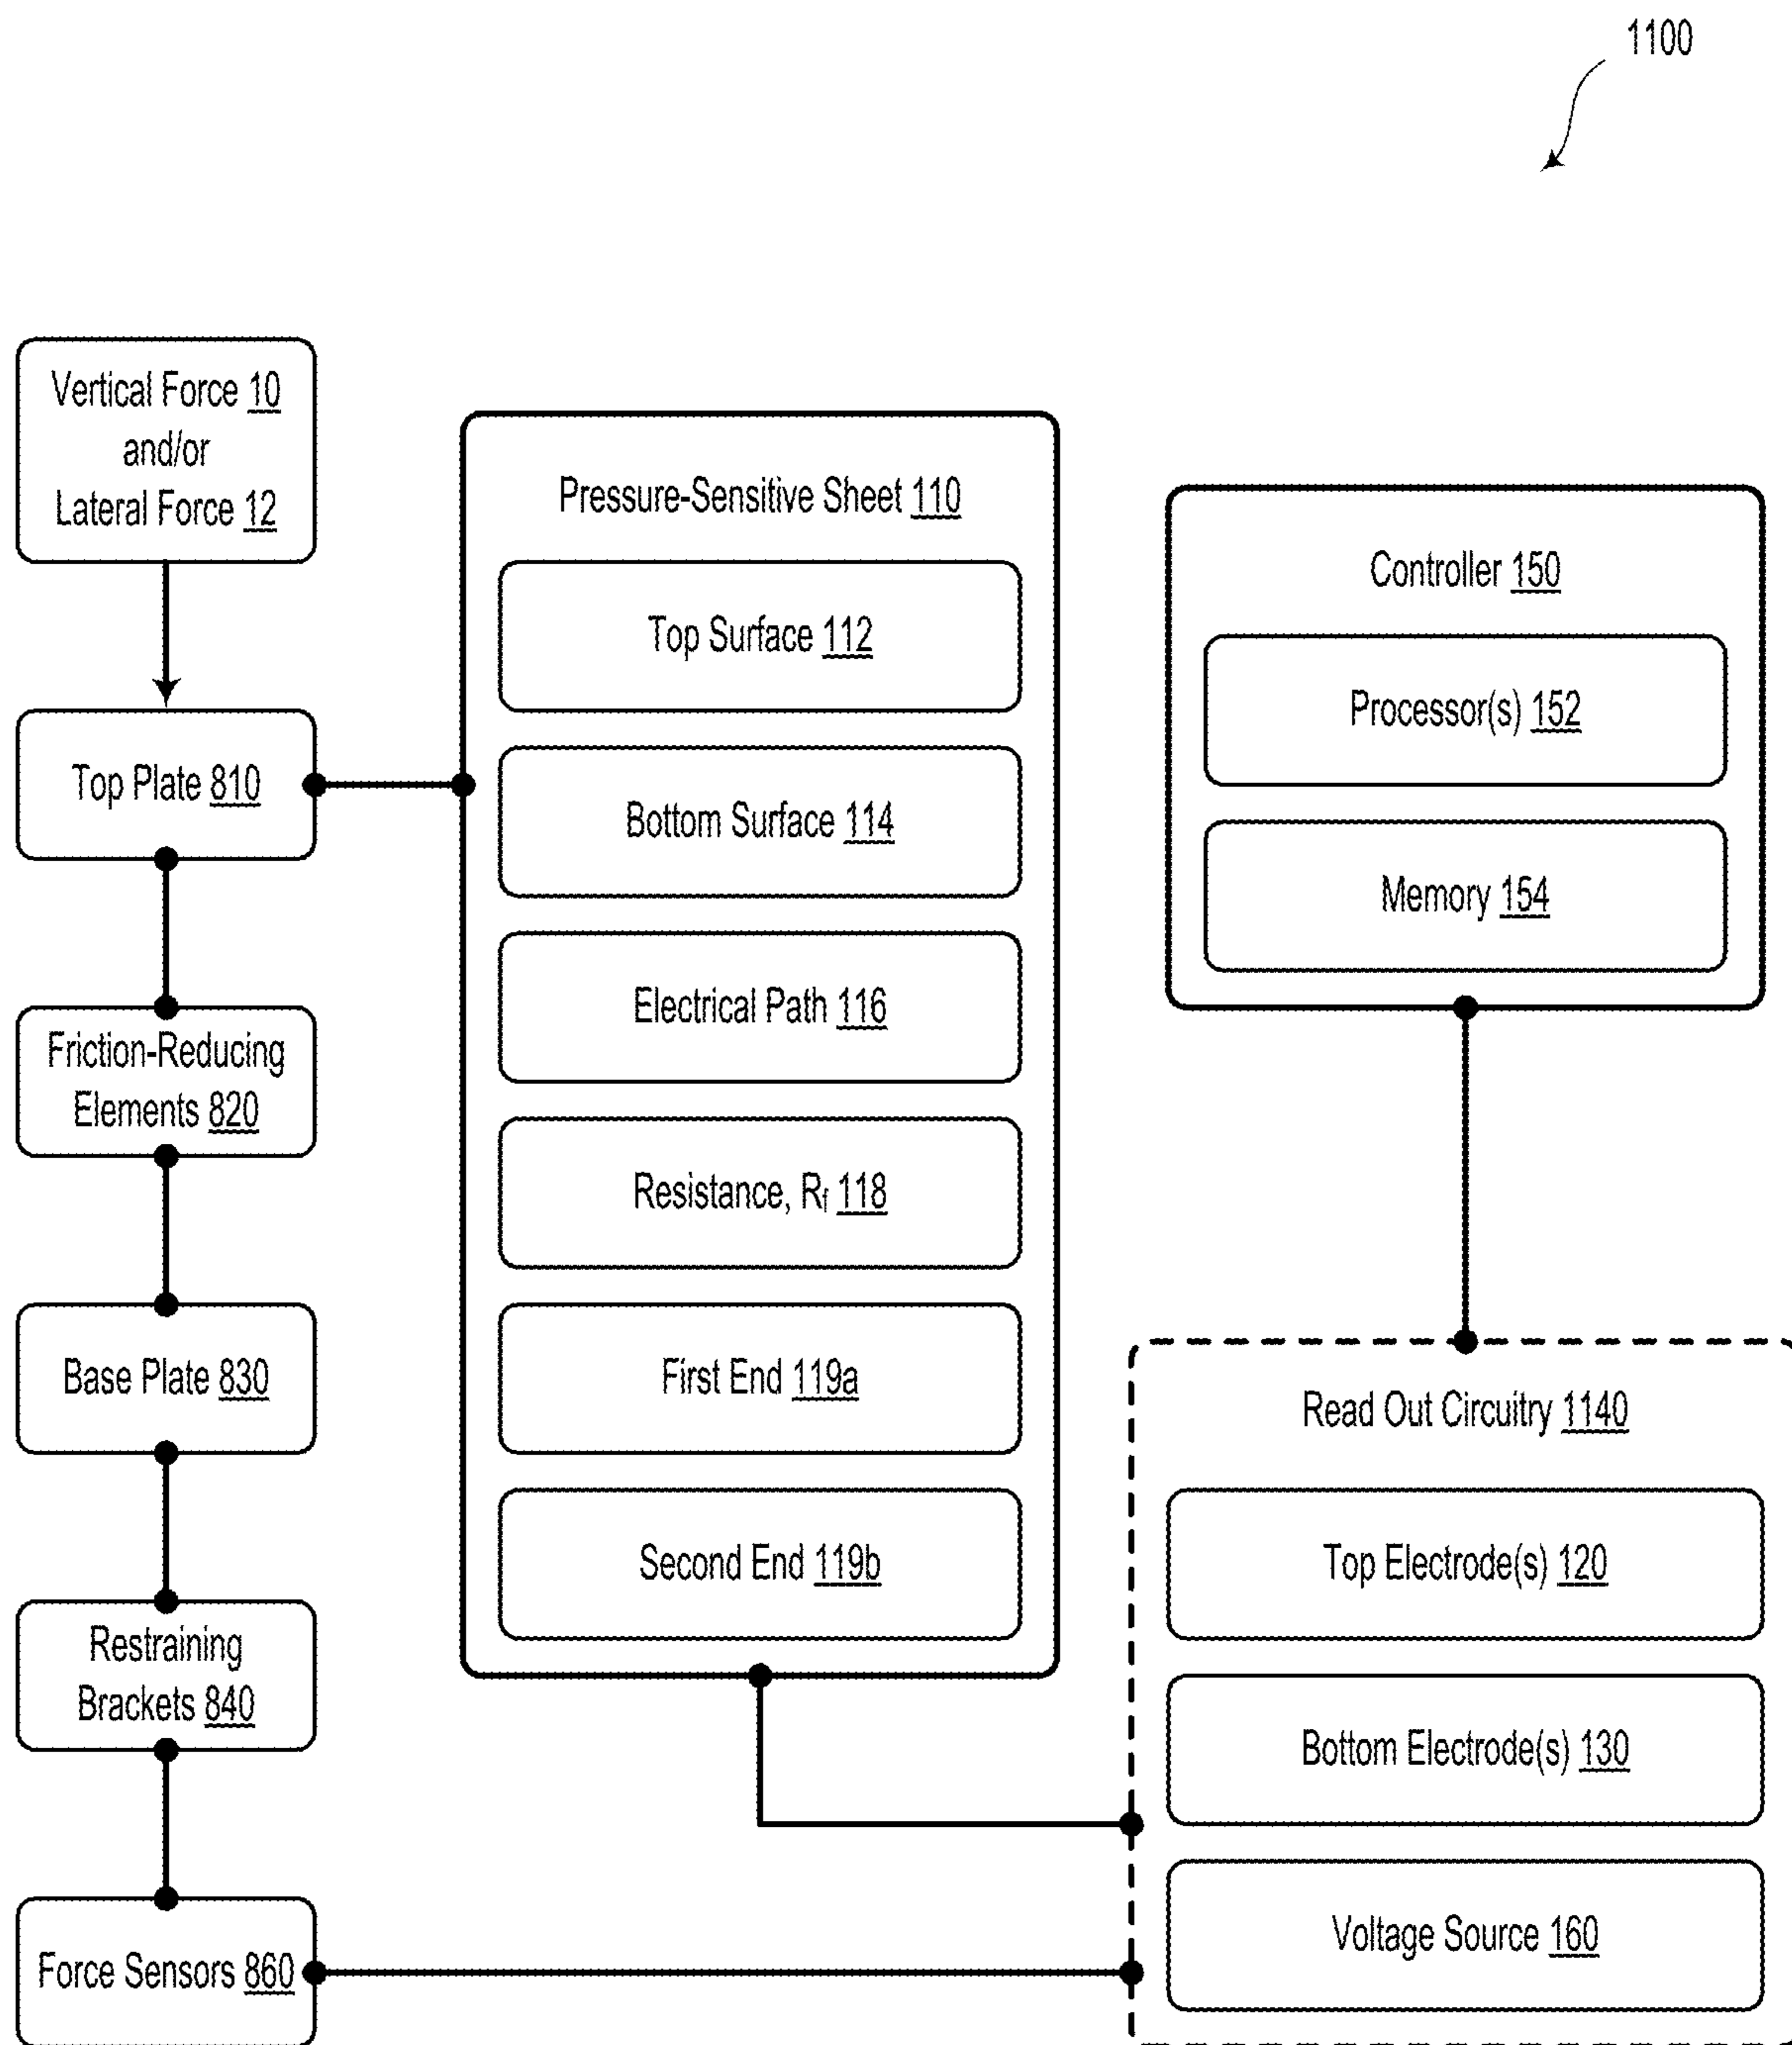 1100
Vertical Force 10
and/or
Lateral Force 12
Top Plate 810
Friction-Reducing
Elements 820
Base Plate 830
Restraining
Brackets 840
Force Sensors 860
Pressure-Sensitive Sheet 110
Top Surface 112
Bottom Surface 114
Electrical Path 116
Resistance, Rf 118
First End 119a
Second End 119b
Controller 150
Processor(s) 152
Memory 154
Read Out Circuitry 1140
Top Electrode(s) 120
Bottom Electrode(s) 130
Voltage Source 160